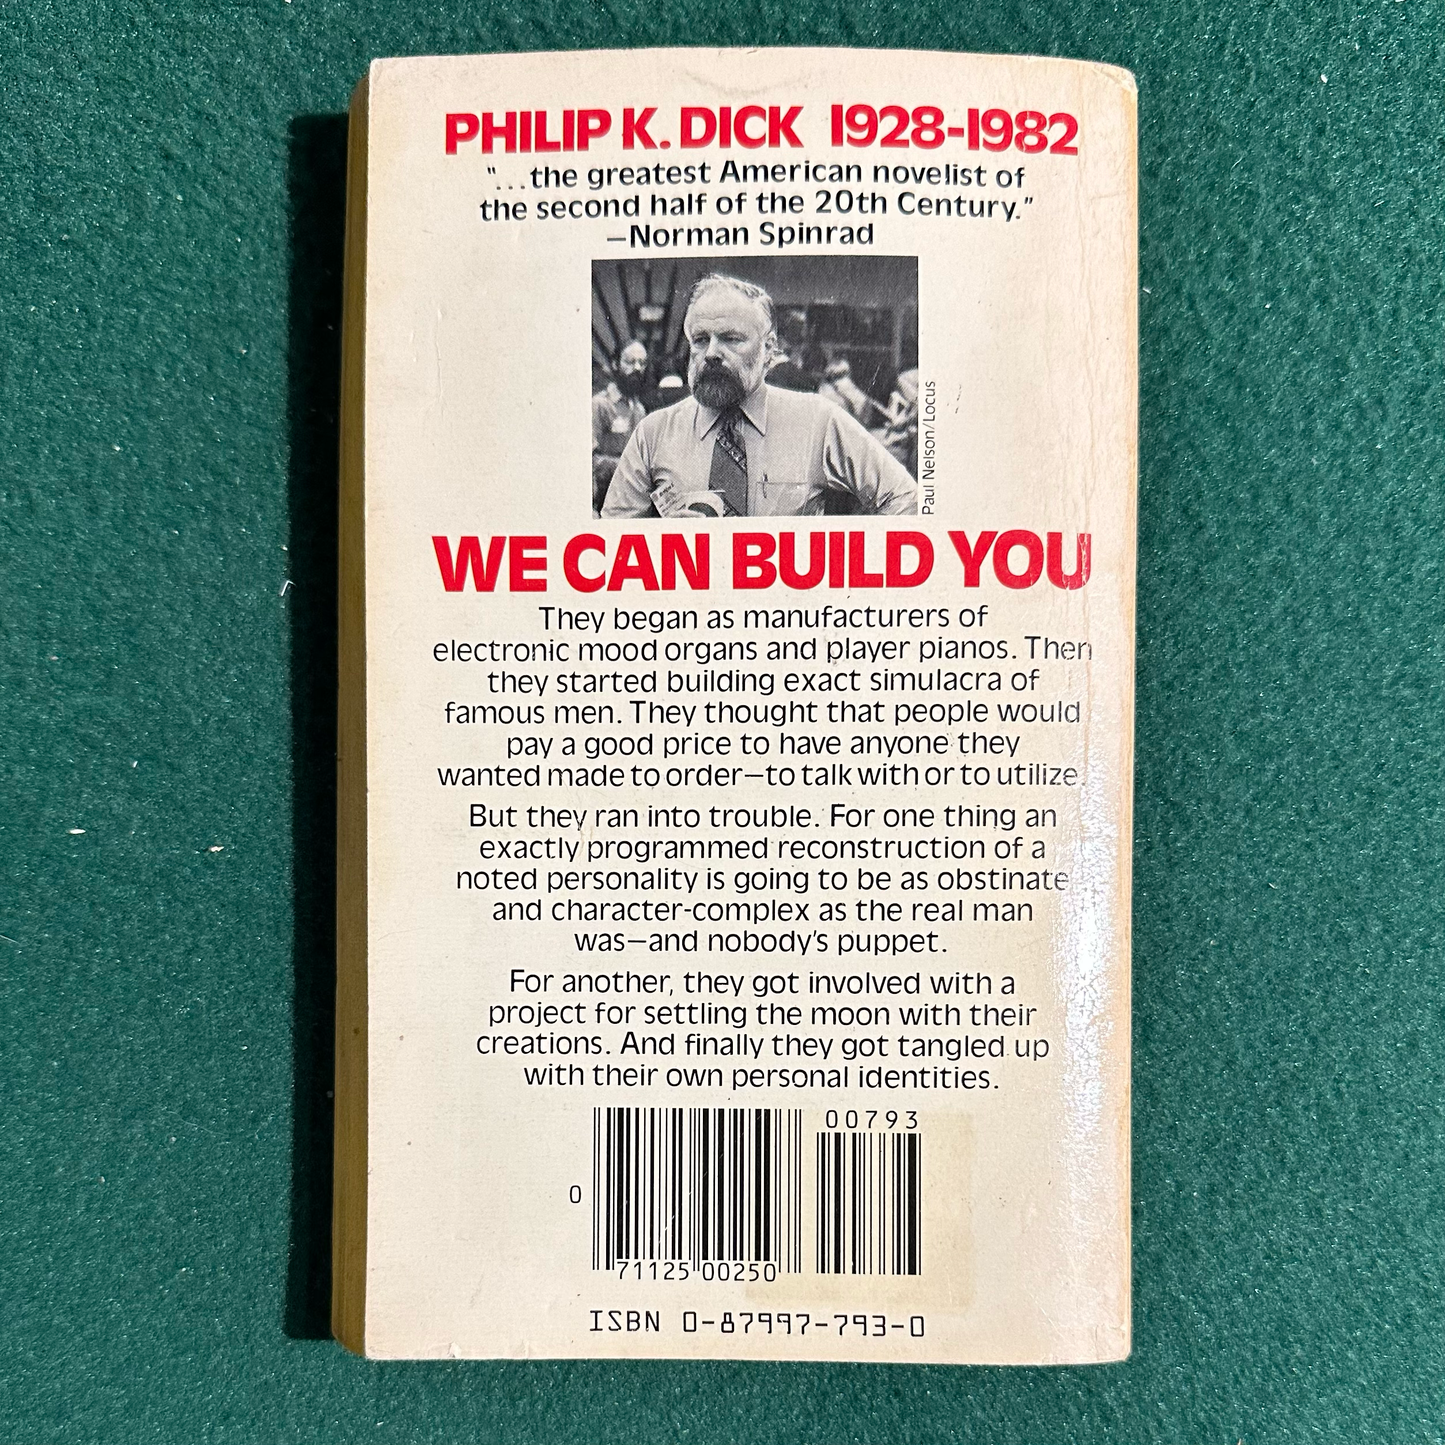 PHILIP K. DICK 1928-1982
"...the greatest American novelist of
the second half of the 20th Century."
—Norman Spinrad
Paul Nelson/Locus
WE CAN BUILD YOU
They began as manufacturers of
electronic mood organs and player pianos. Then
they started building exact simulacra of
famous men. They thought that people would
pay a good price to have anyone they
wanted made to order—to talk with or to utilize.
But they ran into trouble. For one thing an
exactly programmed reconstruction of a
noted personality is going to be as obstinate
and character-complex as the real man
was—and nobody's puppet.
For another, they got involved with a
project for settling the moon with their
creations. And finally they got tangled up
with their own personal identities.
00793
0
71125 00250
ISBN 0-87997-793-0